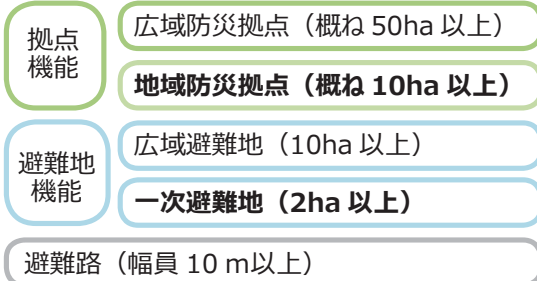 拠点
機能
広域防災拠点（概ね 50ha 以上）
地域防災拠点（概ね 10ha 以上）
避難地
機能
広域避難地（10ha 以上）
一次避難地（2ha 以上）
避難路（幅員 10 m以上）